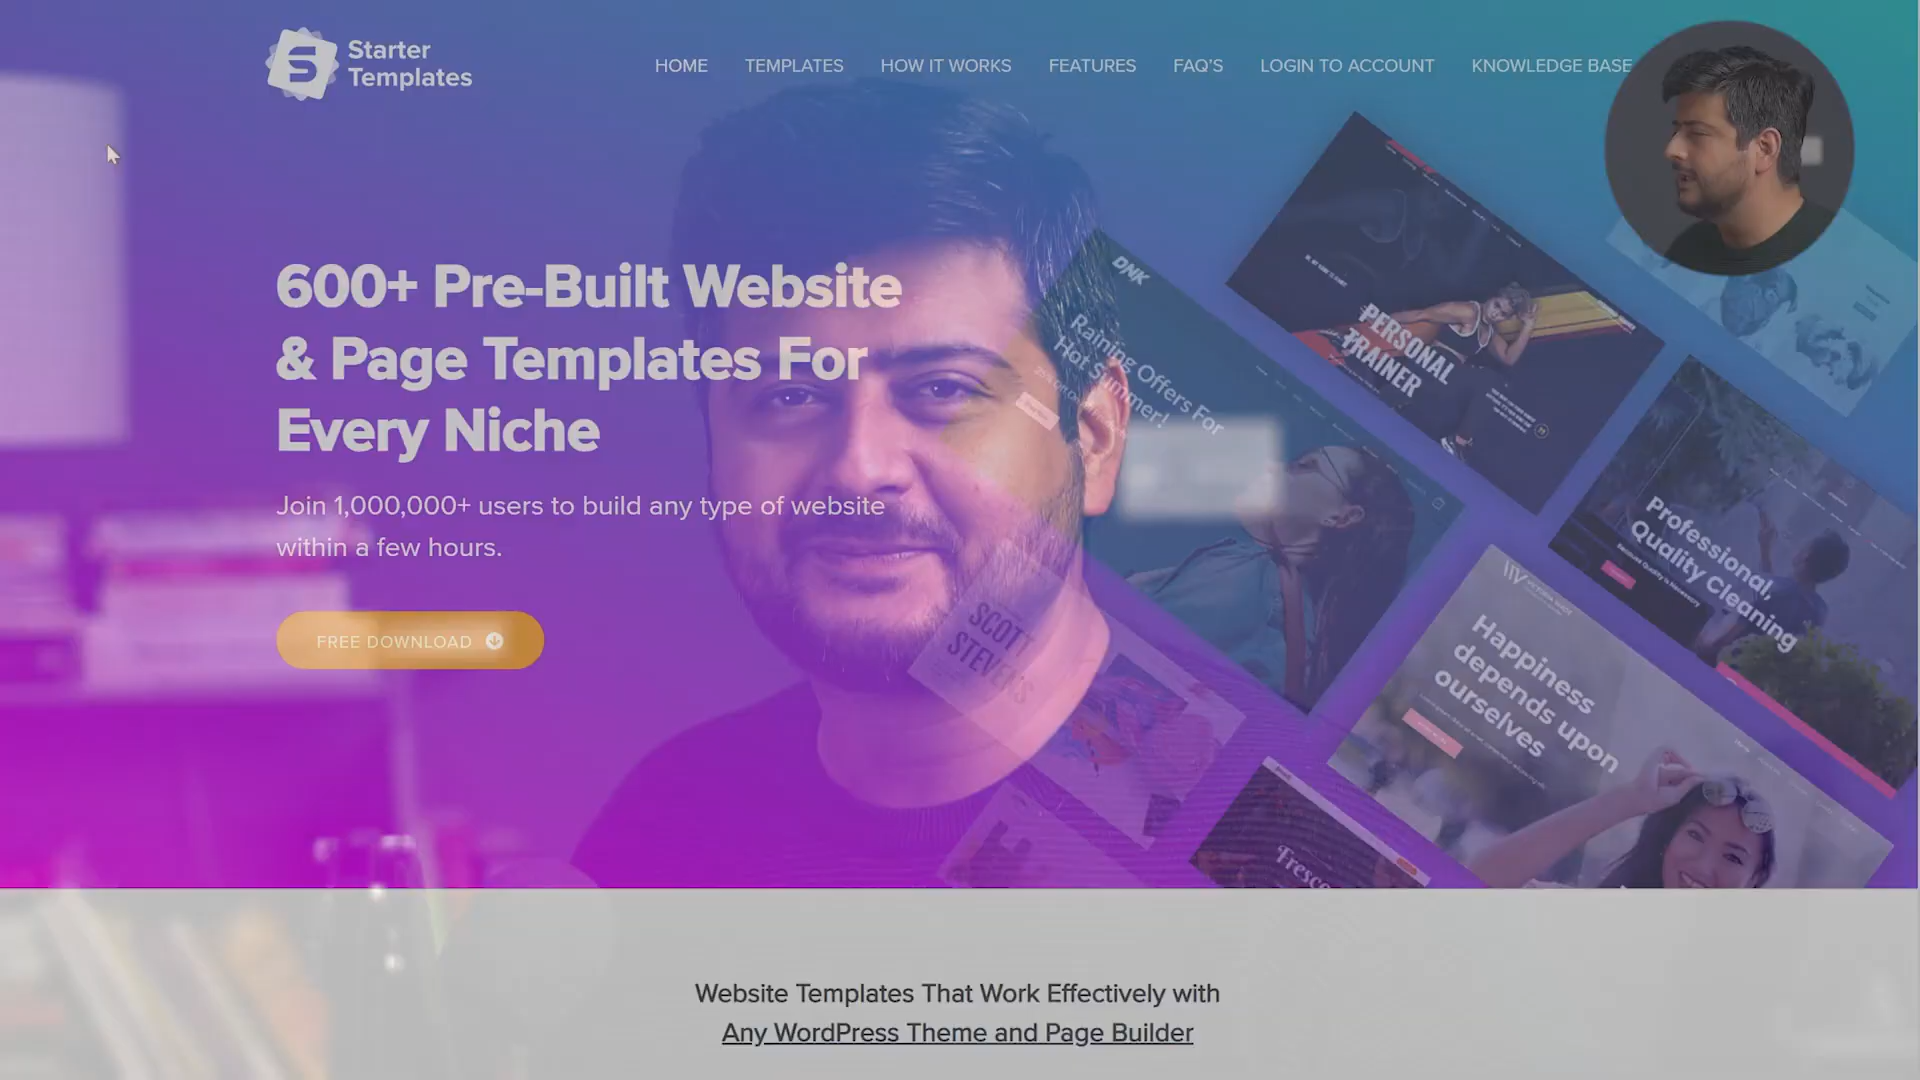 Starter
Templates
HOME TEMPLATES HOW IT WORKS FEATURES FAQ'S LOGIN TO ACCOUNT KNOWLEDGE BASE
600+ Pre-Built Website
& Page Templates For
Every Niche
Join 1,000,000+ users to build any type of website
within a few hours.
FREE DOWNLOAD
DNK
Raining Offers For
Hot Summer!
PERSONAL
TRAINER
Professional,
Quality Cleaning
Happiness
depends upon
ourselves
SCOTT
STEVENS
Website Templates That Work Effectively with
Any WordPress Theme and Page Builder